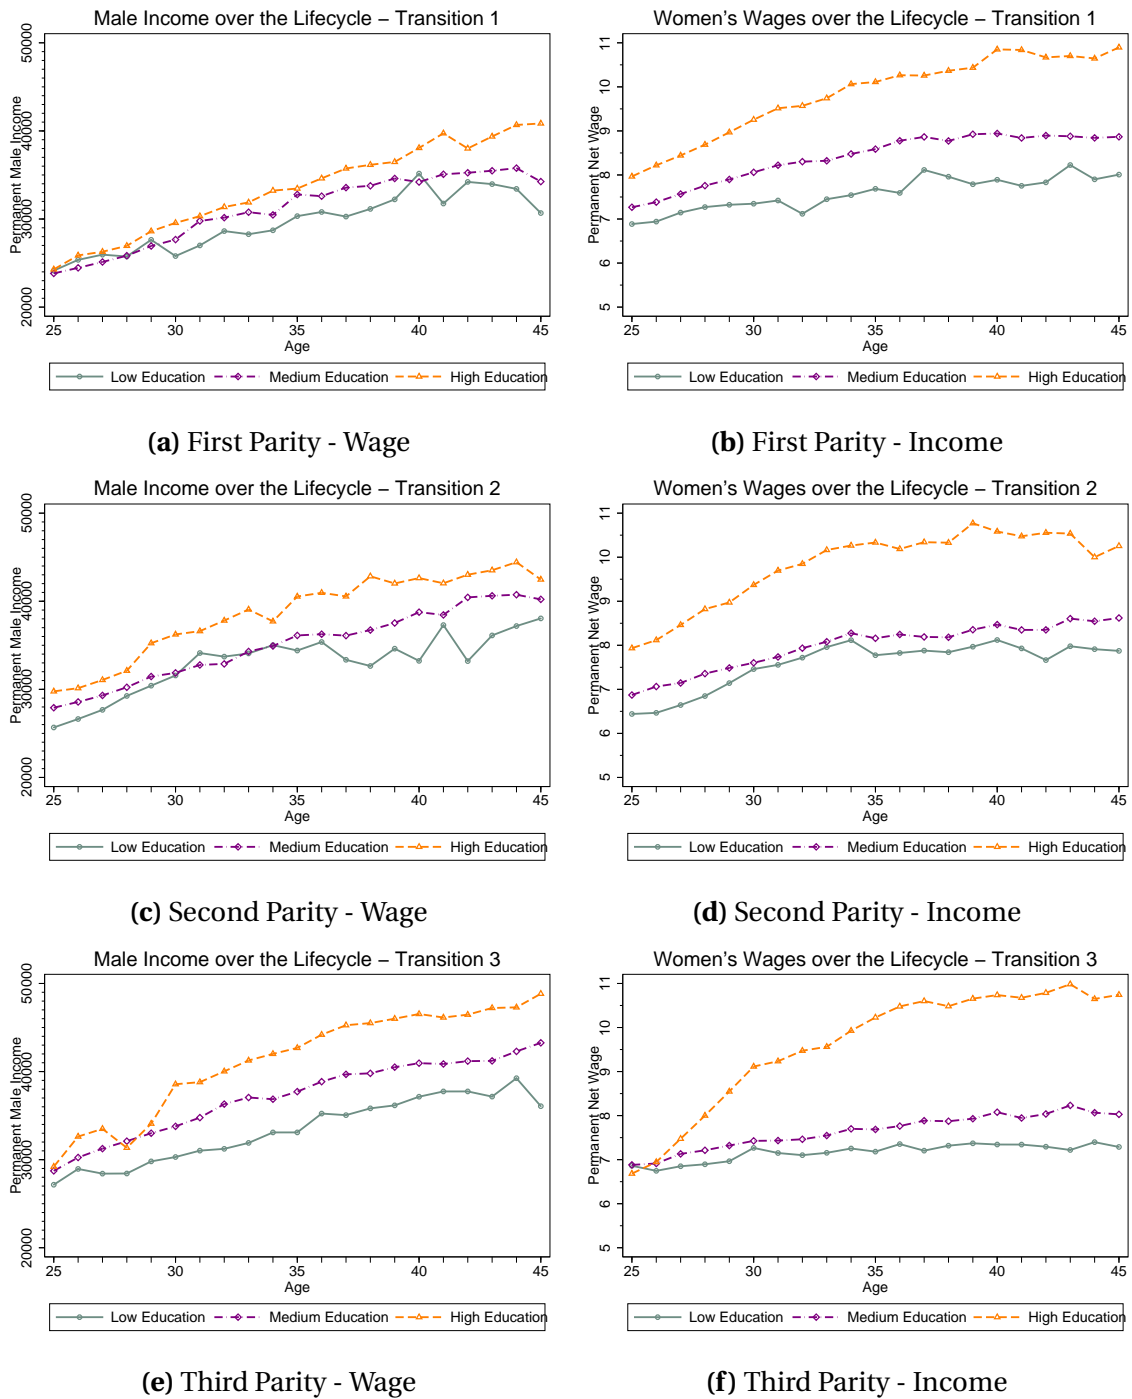 Male Income over the Lifecycle – Transition 1
Permanent Male Income
50000
40000
30000
20000
25 30 35 40 45
Age
Low Education Medium Education High Education
(a) First Parity - Wage
Women's Wages over the Lifecycle – Transition 1
Permanent Net Wage
11
10
9
8
7
6
5
25 30 35 40 45
Age
Low Education Medium Education High Education
(b) First Parity - Income
Male Income over the Lifecycle – Transition 2
Permanent Male Income
50000
40000
30000
20000
25 30 35 40 45
Age
Low Education Medium Education High Education
(c) Second Parity - Wage
Women's Wages over the Lifecycle – Transition 2
Permanent Net Wage
11
10
9
8
7
6
5
25 30 35 40 45
Age
Low Education Medium Education High Education
(d) Second Parity - Income
Male Income over the Lifecycle – Transition 3
Permanent Male Income
50000
40000
30000
20000
25 30 35 40 45
Age
Low Education Medium Education High Education
(e) Third Parity - Wage
Women's Wages over the Lifecycle – Transition 3
Permanent Net Wage
11
10
9
8
7
6
5
25 30 35 40 45
Age
Low Education Medium Education High Education
(f) Third Parity - Income